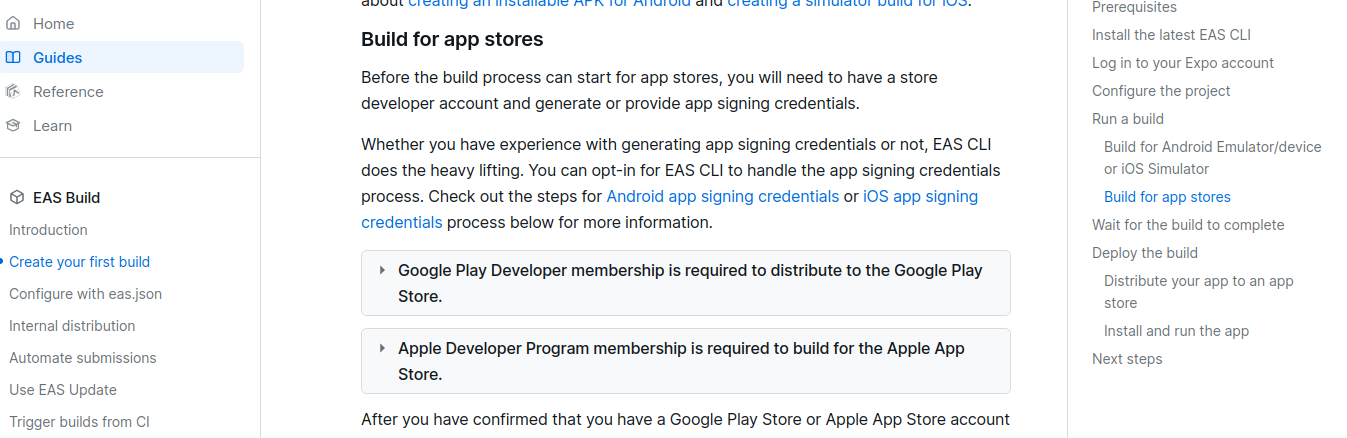 Home
Guides
Reference
Learn
EAS Build
Introduction
Create your first build
Configure with eas.json
Internal distribution
Automate submissions
Use EAS Update
Trigger builds from CI
about creating an installable APK for Android and creating a simulator build for iOS.
Build for app stores
Before the build process can start for app stores, you will need to have a store
developer account and generate or provide app signing credentials.
Whether you have experience with generating app signing credentials or not, EAS CLI
does the heavy lifting. You can opt-in for EAS CLI to handle the app signing credentials
process. Check out the steps for Android app signing credentials or iOS app signing
credentials process below for more information.
Google Play Developer membership is required to distribute to the Google Play
Store.
Apple Developer Program membership is required to build for the Apple App
Store.
After you have confirmed that you have a Google Play Store or Apple App Store account
Prerequisites
Install the latest EAS CLI
Log in to your Expo account
Configure the project
Run a build
Build for Android Emulator/device
or iOS Simulator
Build for app stores
Wait for the build to complete
Deploy the build
Distribute your app to an app
store
Install and run the app
Next steps